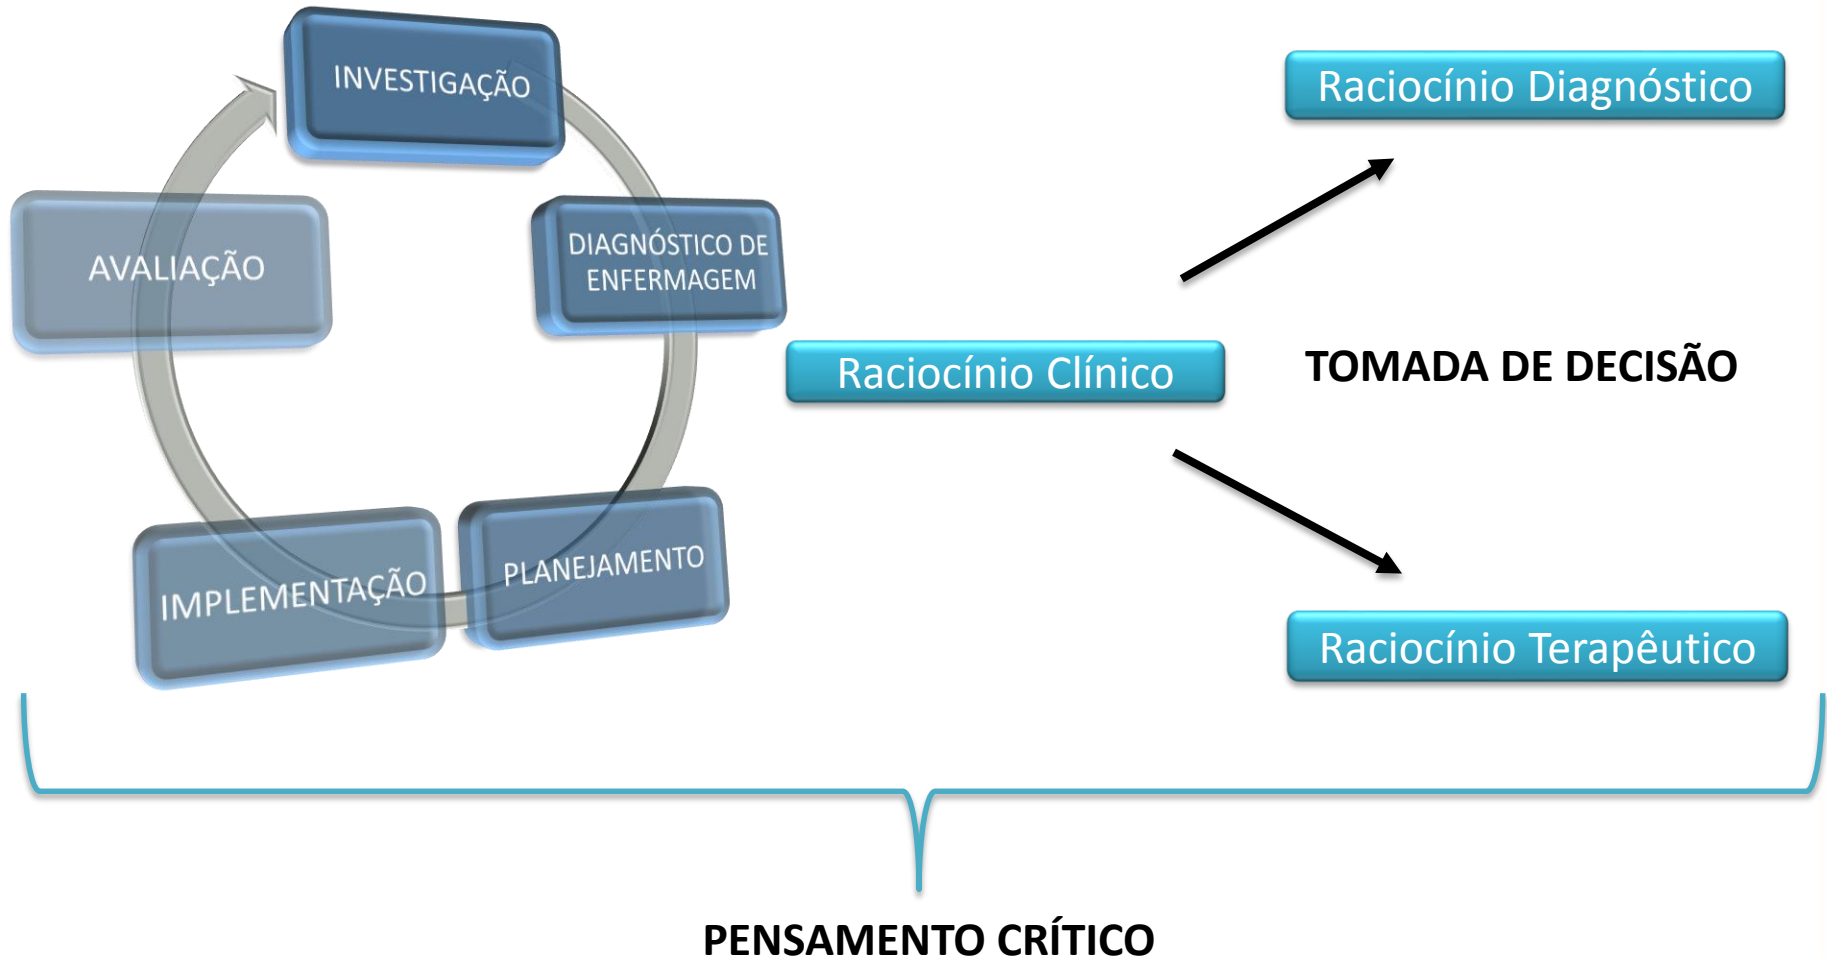 INVESTIGAÇÃO
DIAGNÓSTICO DE
ENFERMAGEM
PLANEJAMENTO
IMPLEMENTAÇÃO
AVALIAÇÃO
Raciocínio Clínico
Raciocínio Diagnóstico
TOMADA DE DECISÃO
Raciocínio Terapêutico
PENSAMENTO CRÍTICO